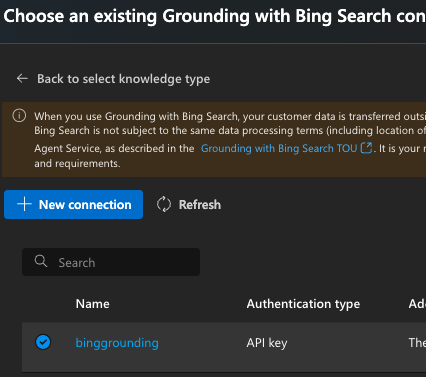 Choose an existing Grounding with Bing Search con
Back to select knowledge type
When you use Grounding with Bing Search, your customer data is transferred outsi
Bing Search is not subject to the same data processing terms (including location of
Agent Service, as described in the Grounding with Bing Search TOU. It is your r
and requirements.
New connection Refresh
Search
Name Authentication type Ad
binggrounding API key The